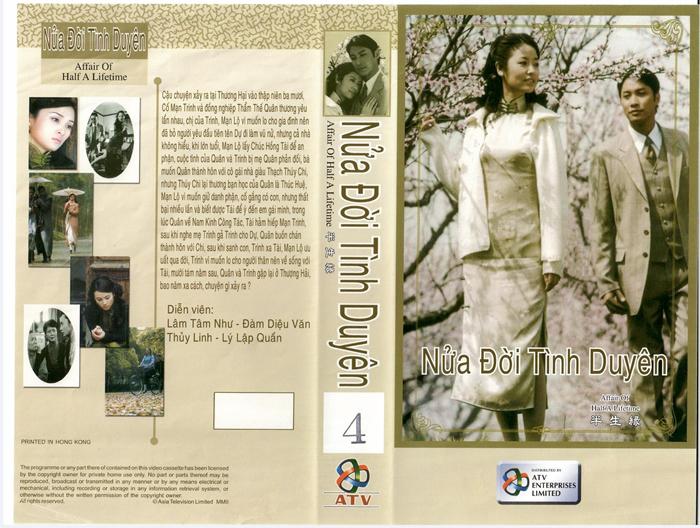 Nửa Đời Tình Duyên
Affair Of
Half A Lifetime
Câu chuyện xảy ra tại Thượng Hại vào thập niên ba mươi,
Cố Mạn Trinh và đồng nghiệp Thẩm Thế Quân thương yêu
lẫn nhau, chị của Trinh, Mạn Lộ vì muốn lo cho gia đinh nên
đã bỏ người yêu đầu tiên tên Dự đi làm vũ nữ, nhưng cả nhà
không hiểu, khi lớn tuổi, Mạn Lộ lấy Chúc Hồng Tài để an
phận, cuộc tình của Quân và Trinh bị mẹ Quân phản đối, bà
muốn Quân thành hôn với cô gái nhà giàu Thạch Thúy Chi,
nhưng Thúy Chi lại thương bạn học của Quân là Thúc Huệ,
Mạn Lộ vì muốn giữ danh phận, cố gắng có con, nhưng thất
bại nhiều lần và biết được Tài để ý đến em gái mình, trong
lúc Quân về Nam Kinh Công Tác, Tài hãm hiếp Mạn Trinh,
sau khi nghe mẹ Trinh gả Trinh cho Dự, Quân buồn chán
thành hôn với Chi, sau khi sanh con, Trinh xa Tài, Mạn Lộ ưu
uất qua đời, Trinh vì muốn lo cho người thân nên về sống với
Tài, mười tám năm sau, Quân và Trinh gặp lại ở Thượng Hải,
bao năm xa cách, chuyện gì xảy ra ?
Diễn viên:
Lâm Tâm Như - Đàm Diệu Văn
Thủy Linh - Lý Lập Quấn
PRINTED IN HONG KONG
The programme or any part there of contained on this video cassette has been licensed
by the copyright owner for private home use only. No part or parts thereof may be
reproduced, broadcast or transmitted in any manner or by any means electrical or
mechanical, including recording or storage in any information retrieval system, or
otherwise without the written permission of the copyright owner.
All rights reserved.
© Asia Television Limited MMII
Nửa Đời Tình Duyên
Affair Of Half A Lifetime 半生緣
4
ATV
Nửa Đời Tình Duyên
Affair Of
Half A Lifetime
半生緣
DISTRIBUTED BY
ATV
ENTERPRISES
LIMITED